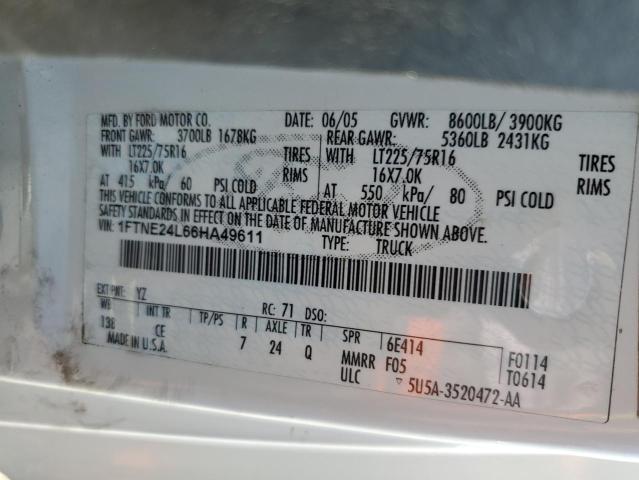 MFD. BY FORD MOTOR CO. DATE: 06/05 GVWR: 8600LB/ 3900KG
FRONT GAWR: 3700LB 1678KG REAR GAWR: 5360LB 2431KG
WITH LT225/75R16 TIRES WITH LT225/75R16 TIRES
16X7.0K RIMS 16X7.0K RIMS
AT 415 kPa/ 60 PSI COLD AT 550 kPa/ 80 PSI COLD
THIS VEHICLE CONFORMS TO ALL APPLICABLE FEDERAL MOTOR VEHICLE
SAFETY STANDARDS IN EFFECT ON THE DATE OF MANUFACTURE SHOWN ABOVE.
VIN: 1FTNE24L66HA49611 TYPE: TRUCK
EXT PNT: YZ RC: 71 DSO:
WB INT TR TP/PS R AXLE TR SPR 6E414 F0114
138 CE 7 24 Q MMRR F05 T0614
MADE IN U.S.A. ULC ▽ 5U5A-3520472-AA